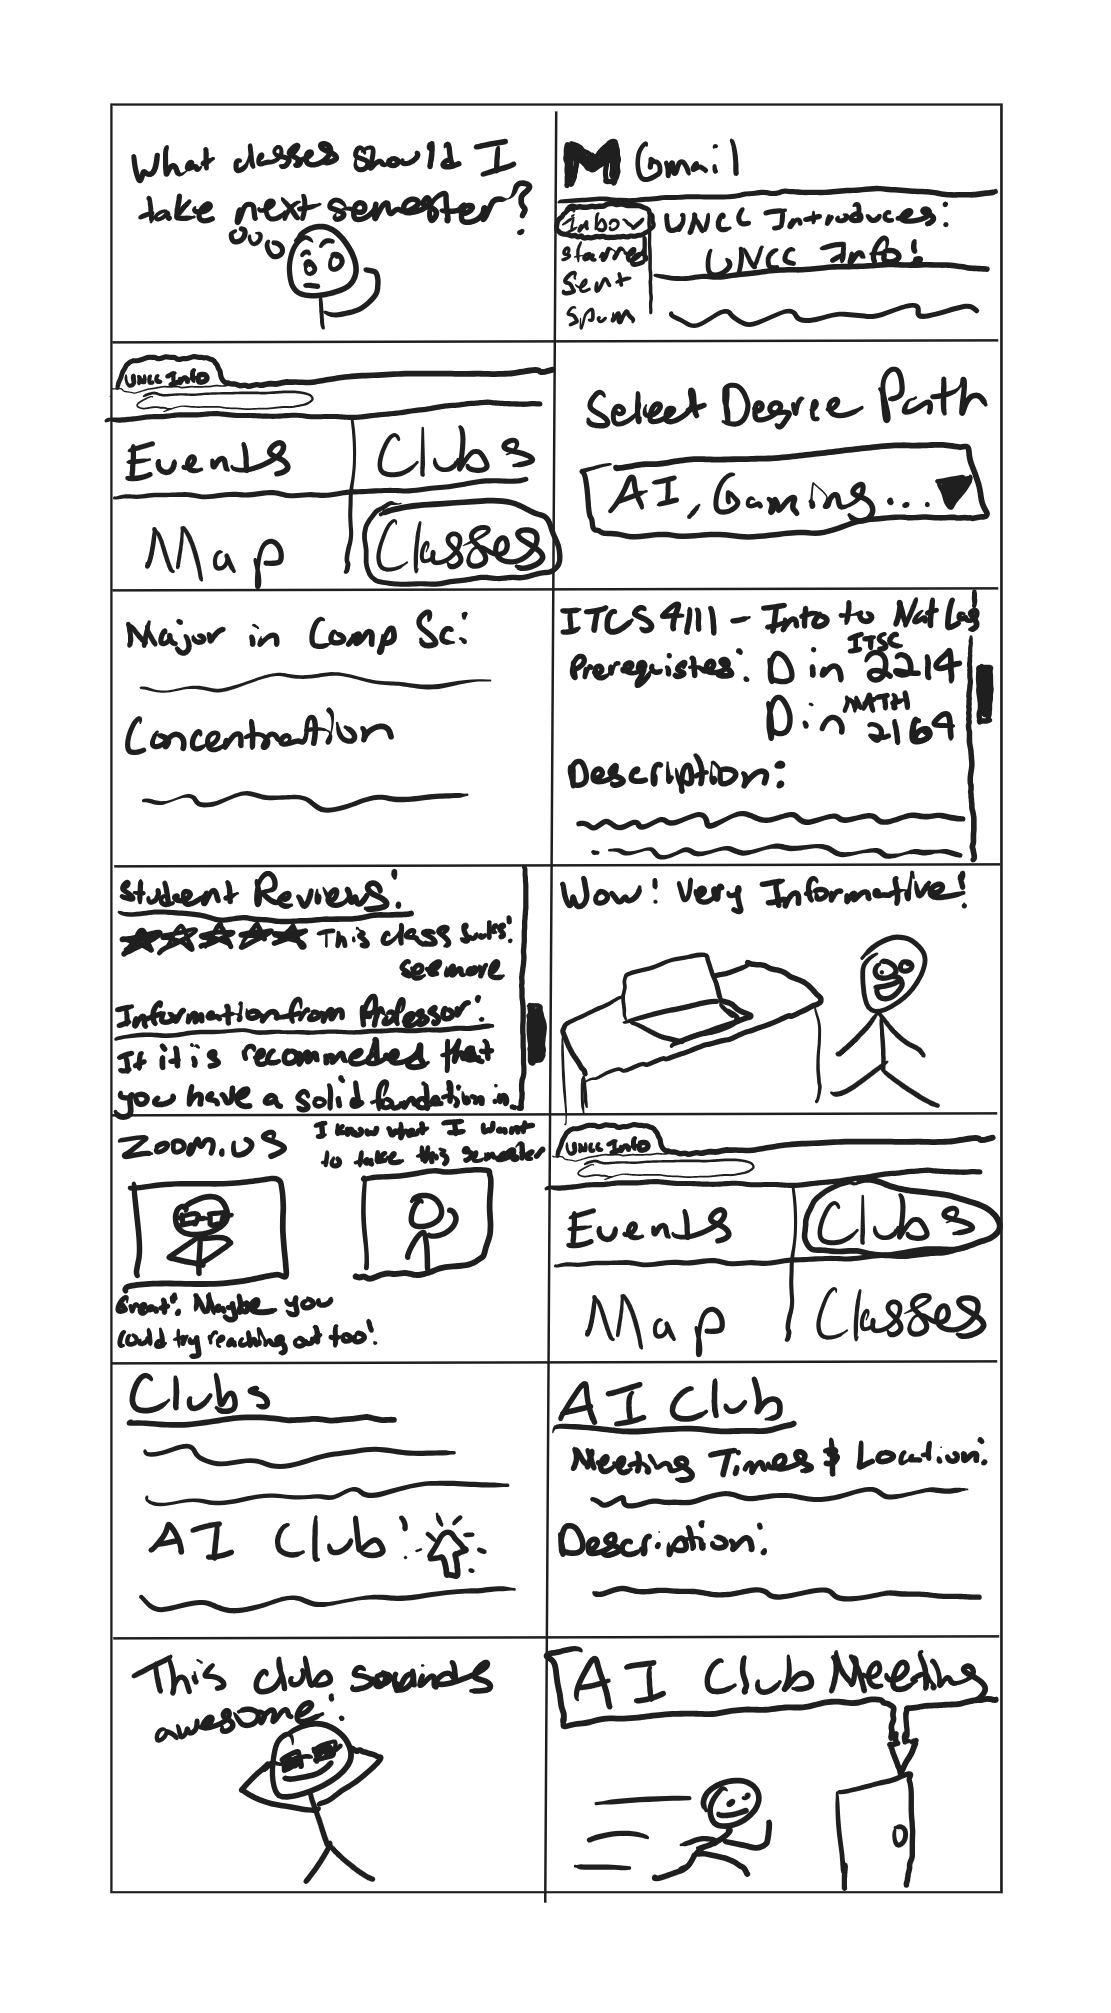 What classes should I
take next semester?
M Gmail
Inbox
Starred
Sent
Spam
UNCC Introduces:
UNCC Info!
UNCC Info
Events
Clubs
Map
Classes
Select Degree Path
AI, Gaming...
Major in Comp Sc:
Concentration
ITCS 4111 - Into to Nat Lag
Prerequistes: D in ITSC 2214
D in MATH 2164
Description:
Student Reviews:
This class sucks!
see more
Information from Professor:
It it is recommeded that
you have a solid foundation in...
Wow! Very Informative!
Zoom.us
I know what I want
to take this semester
Great! Maybe you
could try reaching out too!
UNCC Info
Events
Clubs
Map
Classes
Clubs
AI Club!
AI Club
Meeting Times & Location:
Description:
This club sounds
awesome!
AI Club Meeting